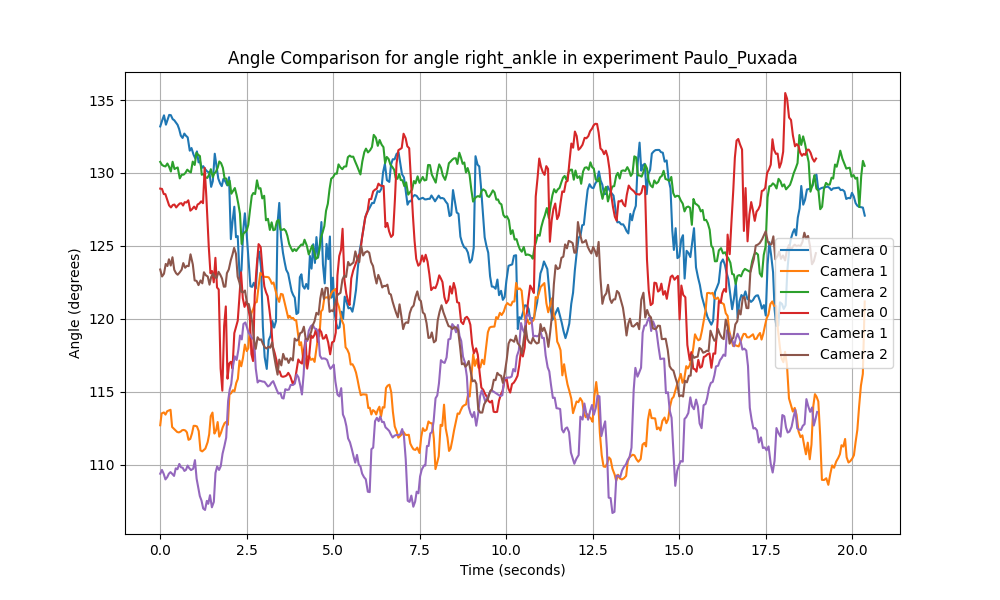 Angle Comparison for angle right_ankle in experiment Paulo_Puxada
Angle (degrees)
135
130
125
120
115
110
Camera 0
Camera 1
Camera 2
Camera 0
Camera 1
Camera 2
0.0 2.5 5.0 7.5 10.0 12.5 15.0 17.5 20.0
Time (seconds)